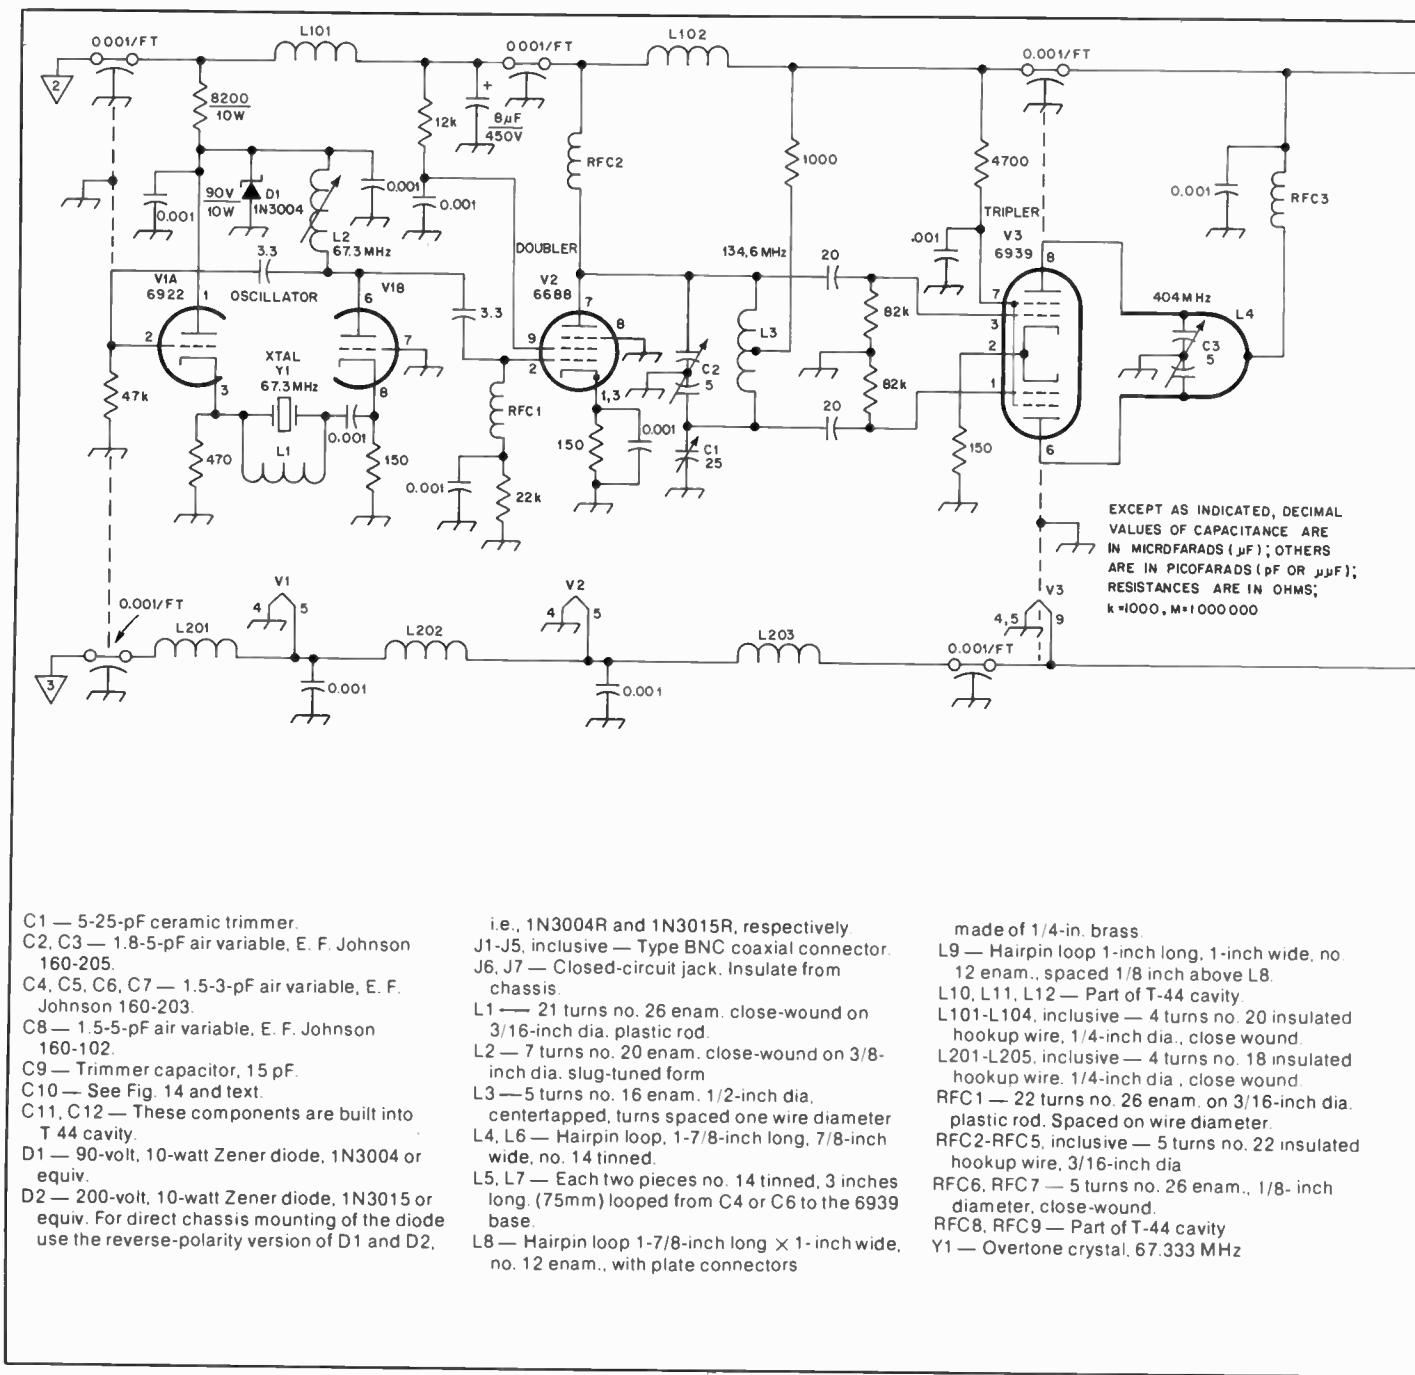 0.001/FT
L101
0.001/FT
L102
0.001/FT
2
8200
10W
12k
+
8µF
450V
RFC2
1000
4700
0.001
RFC3
0.001
90V
10W
D1
1N3004
0.001
0.001
L2
67.3 MHz
DOUBLER
134,6 MHz
TRIPLER
.001
V3
6939
8
3.3
20
V1A
6922
1
OSCILLATOR
V1B
6
3.3
V2
6688
7
8
9
2
L3
82k
7
3
404 MHz
L4
2
XTAL
Y1
67.3 MHz
7
C2
5
2
C3
5
3
8
47k
0.001
RFC1
1,3
82k
1
20
470
L1
150
150
0.001
C1
25
150
6
0.001
22k
EXCEPT AS INDICATED, DECIMAL
VALUES OF CAPACITANCE ARE
IN MICROFARADS (µF); OTHERS
ARE IN PICOFARADS (pF OR µµF);
RESISTANCES ARE IN OHMS;
k=1000, M=1000000
V1
4
5
V2
4
5
V3
4,5
9
0.001/FT
L201
L202
L203
0.001/FT
3
0.001
0.001
C1 — 5-25-pF ceramic trimmer.
C2, C3 — 1.8-5-pF air variable, E. F. Johnson
160-205.
C4, C5, C6, C7 — 1.5-3-pF air variable, E. F.
Johnson 160-203.
C8 — 1.5-5-pF air variable, E. F. Johnson
160-102.
C9 — Trimmer capacitor, 15 pF.
C10 — See Fig. 14 and text.
C11, C12 — These components are built into
T 44 cavity.
D1 — 90-volt, 10-watt Zener diode, 1N3004 or
equiv.
D2 — 200-volt, 10-watt Zener diode, 1N3015 or
equiv. For direct chassis mounting of the diode
use the reverse-polarity version of D1 and D2,
i.e., 1N3004R and 1N3015R, respectively.
J1-J5, inclusive — Type BNC coaxial connector.
J6, J7 — Closed-circuit jack. Insulate from
chassis.
L1 — 21 turns no. 26 enam. close-wound on
3/16-inch dia. plastic rod.
L2 — 7 turns no. 20 enam. close-wound on 3/8-
inch dia. slug-tuned form
L3 — 5 turns no. 16 enam. 1/2-inch dia,
centertapped, turns spaced one wire diameter
L4, L6 — Hairpin loop, 1-7/8-inch long, 7/8-inch
wide, no. 14 tinned.
L5, L7 — Each two pieces no. 14 tinned, 3 inches
long. (75mm) looped from C4 or C6 to the 6939
base.
L8 — Hairpin loop 1-7/8-inch long × 1- inch wide,
no. 12 enam., with plate connectors
made of 1/4-in. brass.
L9 — Hairpin loop 1-inch long, 1-inch wide, no.
12 enam., spaced 1/8 inch above L8.
L10, L11, L12 — Part of T-44 cavity.
L101-L104, inclusive — 4 turns no. 20 insulated
hookup wire, 1/4-inch dia., close wound.
L201-L205, inclusive — 4 turns no. 18 insulated
hookup wire. 1/4-inch dia , close wound.
RFC1 — 22 turns no. 26 enam. on 3/16-inch dia.
plastic rod. Spaced on wire diameter.
RFC2-RFC5, inclusive — 5 turns no. 22 insulated
hookup wire, 3/16-inch dia
RFC6, RFC7 — 5 turns no. 26 enam., 1/8- inch
diameter, close-wound.
RFC8, RFC9 — Part of T-44 cavity
Y1 — Overtone crystal, 67.333 MHz